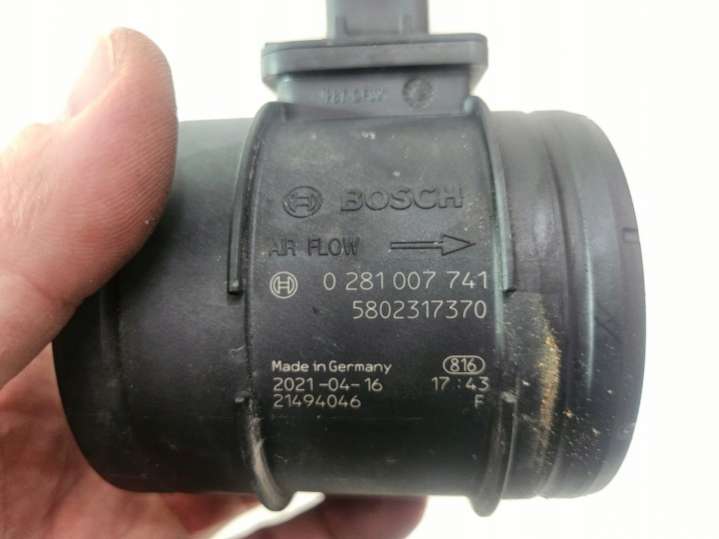 BOSCH
AIR FLOW
0 281 007 741
5802317370
Made in Germany 816
2021-04-16 17:43
21494046 F